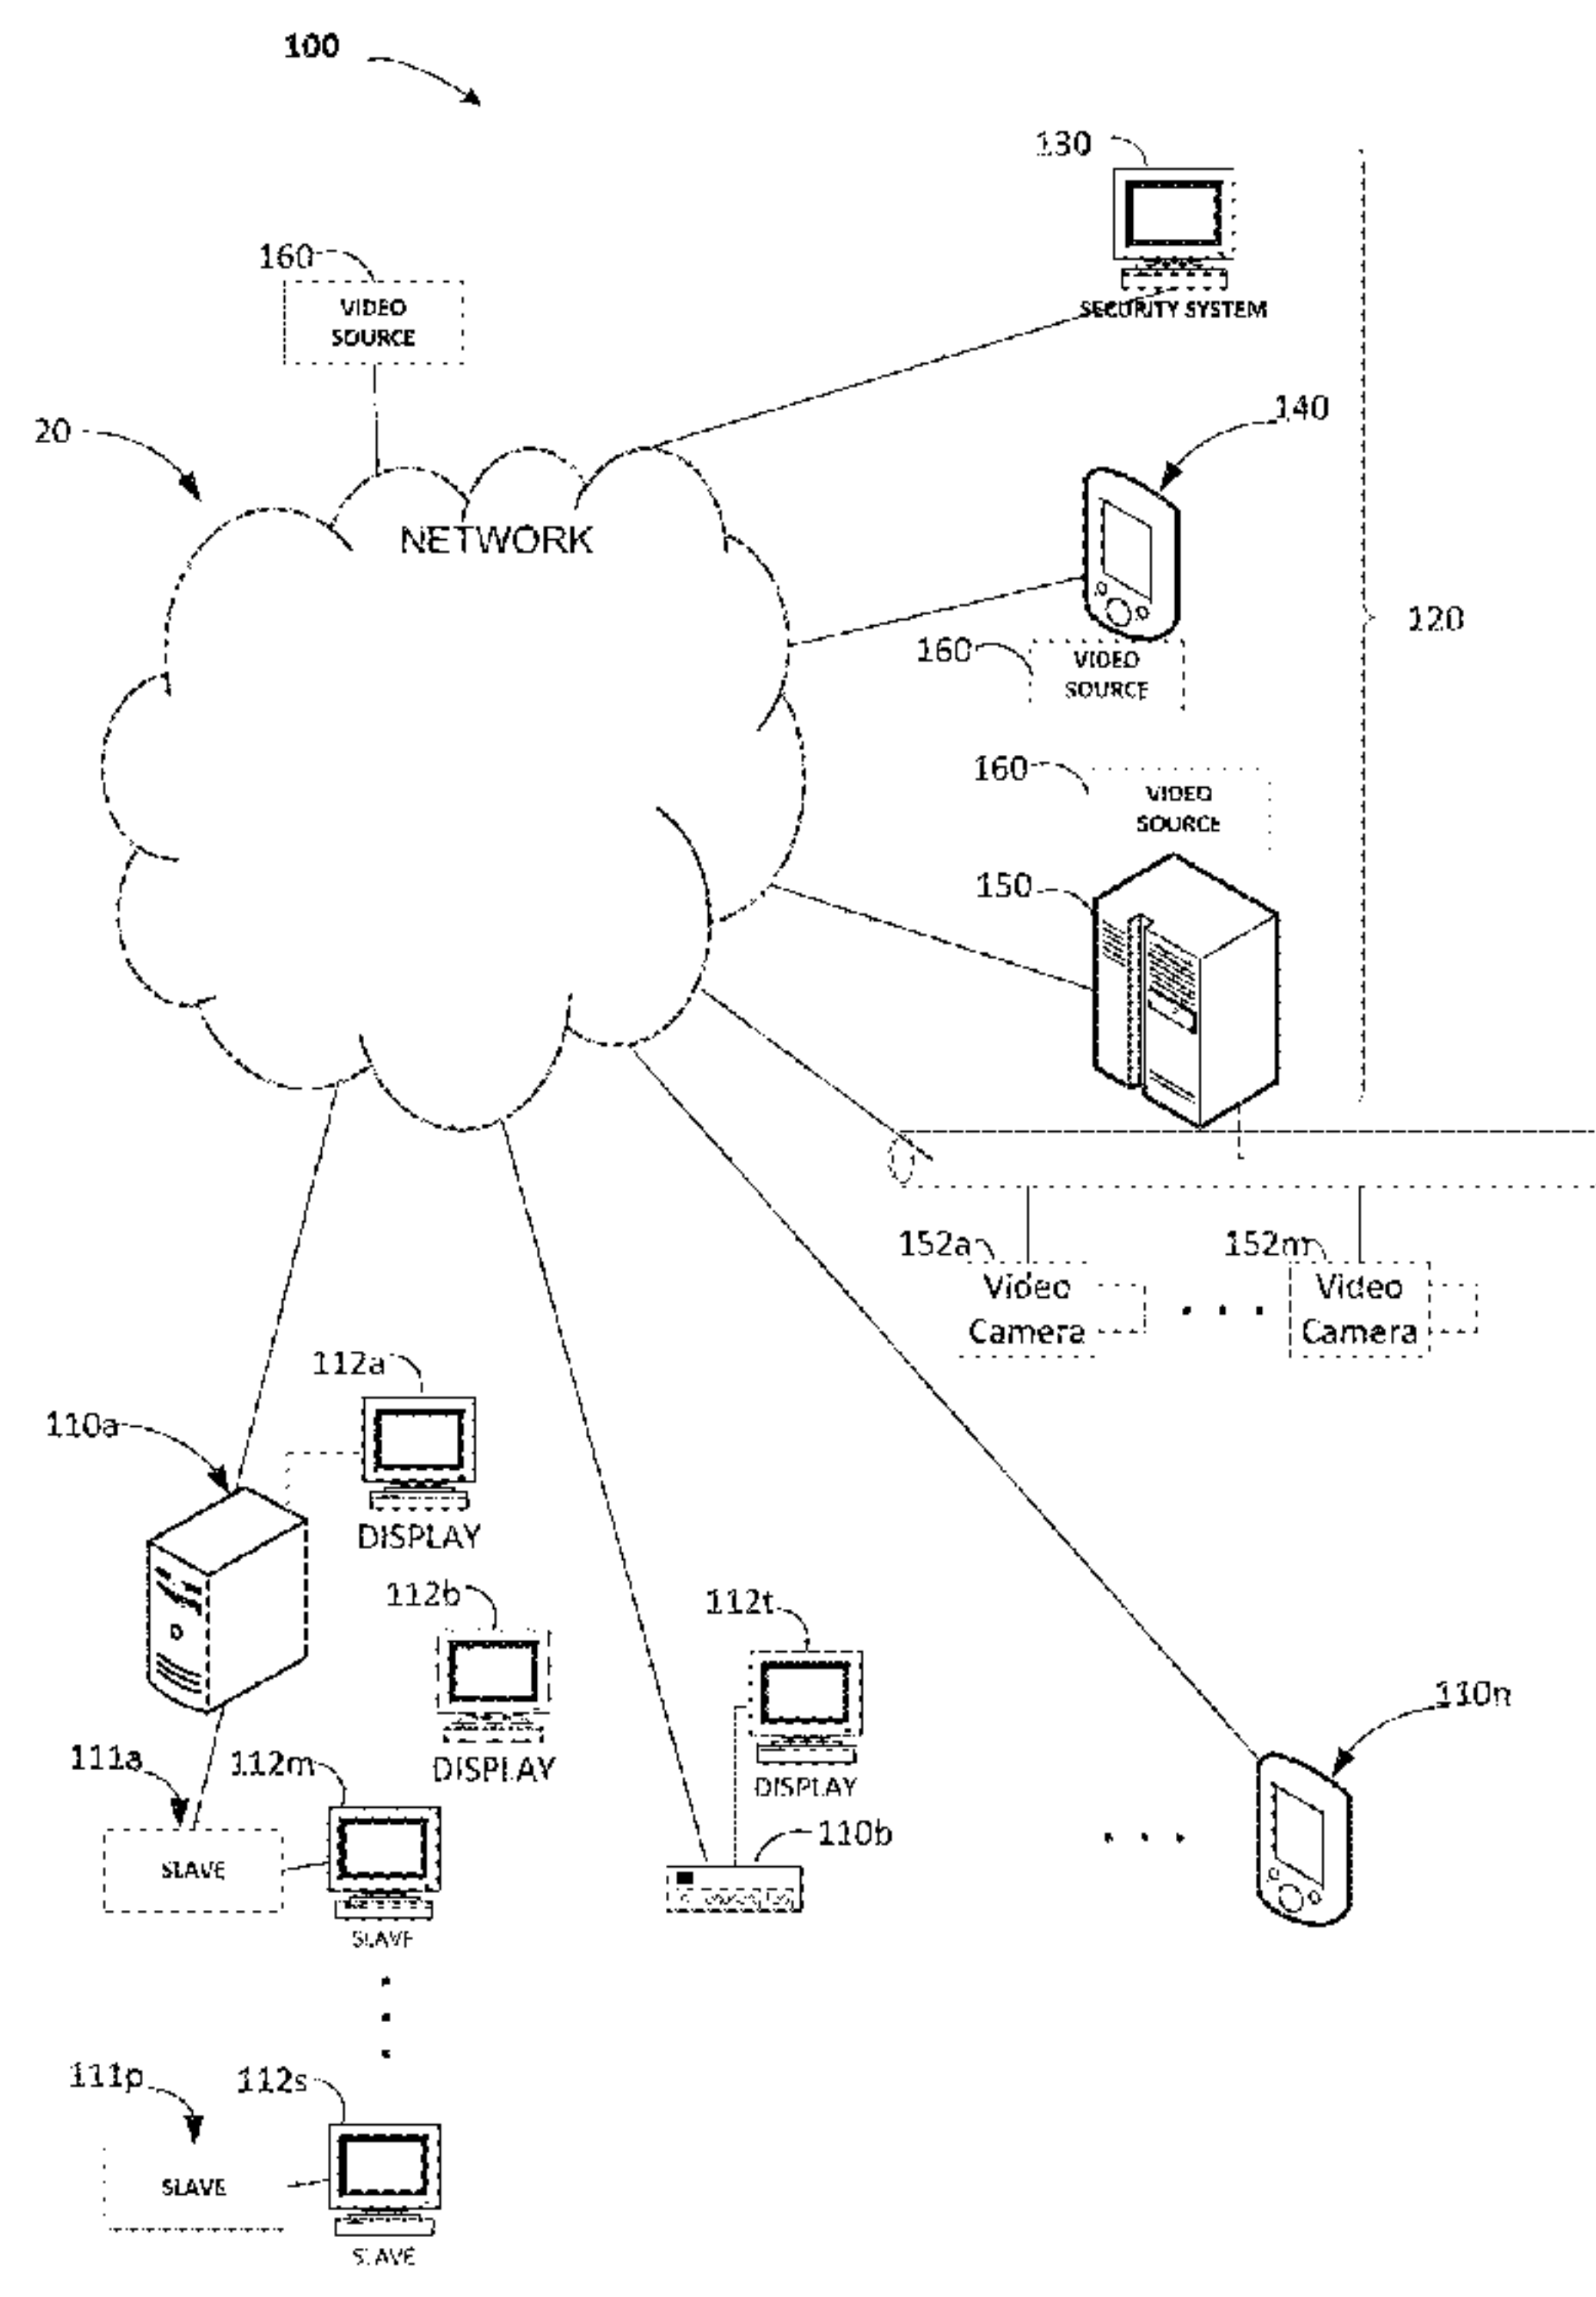 100
130
SECURITY SYSTEM
160
VIDEO
SOURCE
20
140
NETWORK
120
160
VIDEO
SOURCE
160
VIDEO
SOURCE
150
152a
Video
Camera
152m
Video
Camera
112a
110a
DISPLAY
112b
DISPLAY
112t
DISPLAY
110b
110n
111a
SLAVE
112m
SLAVE
111p
SLAVE
112s
SLAVE